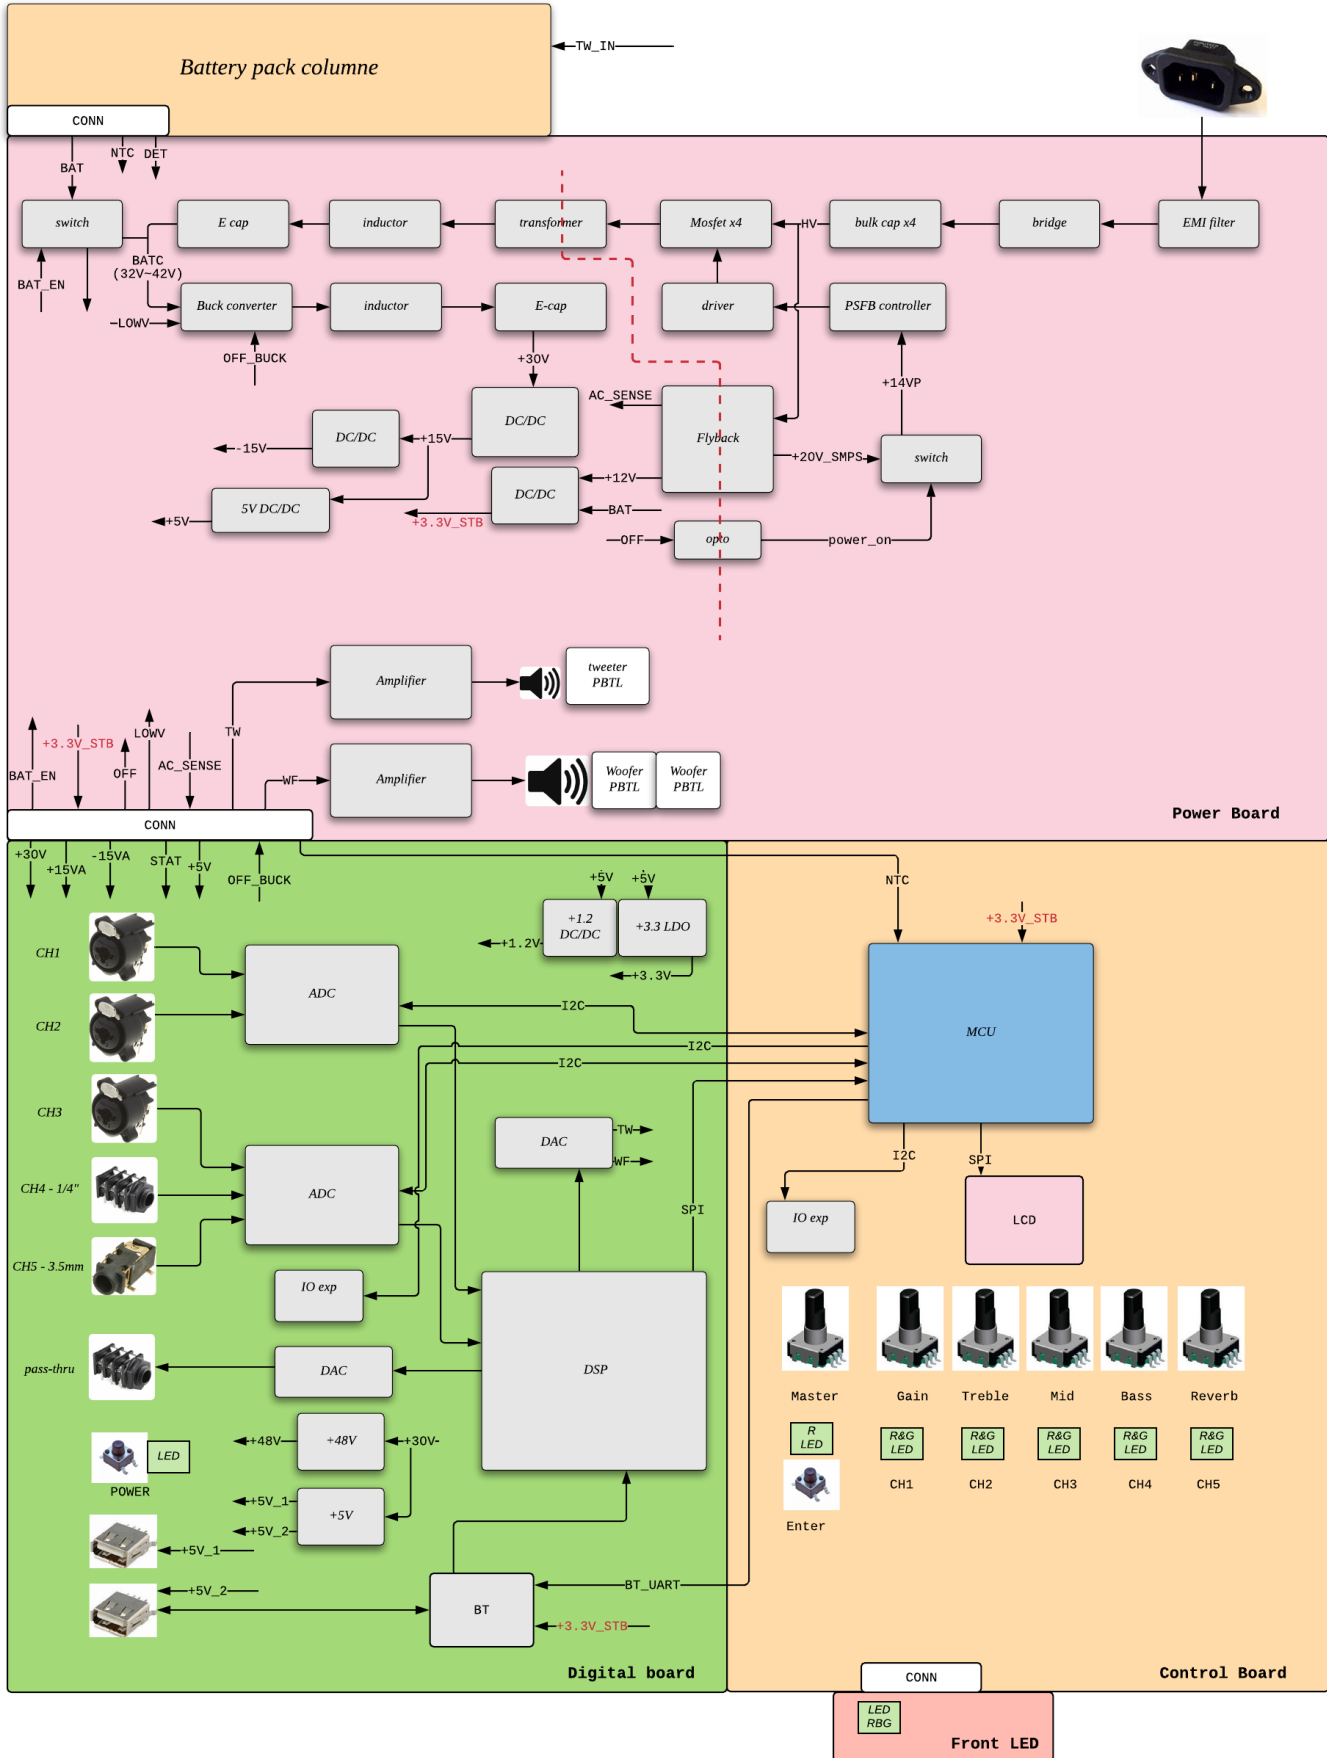 Battery pack columne
TW_IN
CONN
BAT
NTC
DET
switch
E cap
inductor
transformer
Mosfet x4
HV
bulk cap x4
bridge
EMI filter
BAT_EN
BATC
(32V~42V)
LOWV
Buck converter
inductor
E-cap
driver
PSFB controller
OFF_BUCK
+30V
+14VP
AC_SENSE
DC/DC
+15V
DC/DC
-15V
Flyback
+20V_SMPS
switch
+12V
DC/DC
BAT
+3.3V_STB
5V DC/DC
+5V
OFF
opto
power_on
Amplifier
tweeter
PBTL
TW
LOWV
+3.3V_STB
OFF
AC_SENSE
BAT_EN
WF
Amplifier
Woofer
PBTL
Woofer
PBTL
Power Board
CONN
+30V
+15VA
-15VA
STAT
+5V
OFF_BUCK
NTC
+5V
+5V
+1.2
DC/DC
+3.3 LDO
+1.2V
+3.3V
+3.3V_STB
CH1
CH2
CH3
CH4 - 1/4"
CH5 - 3.5mm
ADC
ADC
I2C
I2C
I2C
MCU
DAC
TW
WF
SPI
I2C
SPI
IO exp
LCD
IO exp
DSP
pass-thru
DAC
+48V
+48V
+30V
LED
POWER
+5V_1
+5V_2
+5V
+5V_1
+5V_2
BT
BT_UART
+3.3V_STB
Digital board
Master
Gain
Treble
Mid
Bass
Reverb
R
LED
R&G
LED
R&G
LED
R&G
LED
R&G
LED
R&G
LED
CH1
CH2
CH3
CH4
CH5
Enter
Control Board
CONN
LED
RBG
Front LED